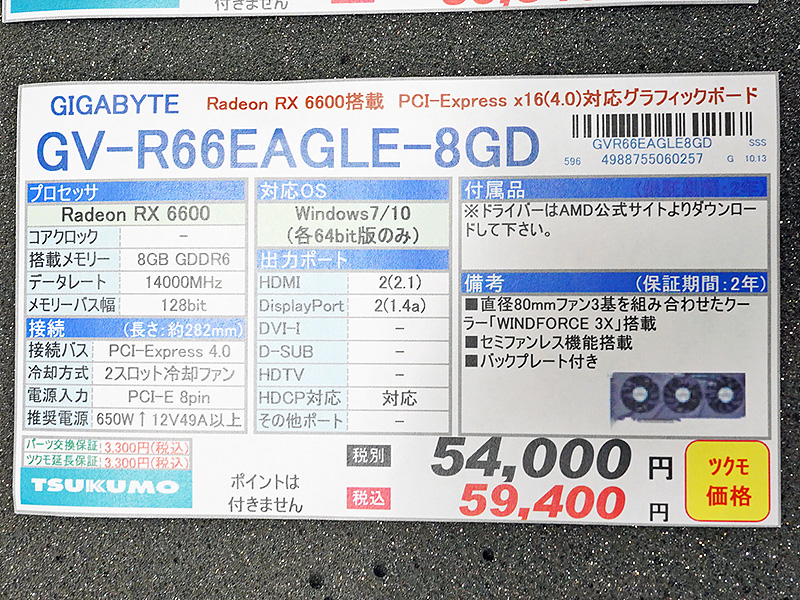 付きません
GIGABYTE
Radeon RX 6600搭載 PCI-Express x16(4.0)対応グラフィックボード
GV-R66EAGLE-8GD
GVR66EAGLE8GD SSS
596 4988755060257 G 10.13
プロセッサ
Radeon RX 6600
コアクロック －
搭載メモリー 8GB GDDR6
データレート 14000MHz
メモリーバス幅 128bit
接続 (長さ:約282mm)
接続バス PCI-Express 4.0
冷却方式 2スロット冷却ファン
電源入力 PCI-E 8pin
推奨電源 650W↑12V49A以上
対応OS
Windows7/10
(各64bit版のみ)
出力ポート
HDMI 2(2.1)
DisplayPort 2(1.4a)
DVI-I －
D-SUB －
HDTV －
HDCP対応 対応
その他ポート －
付属品
※ドライバーはAMD公式サイトよりダウンロー
ドして下さい。
備考 (保証期間:2年)
■直径80mmファン3基を組み合わせたクー
ラー「WINDFORCE 3X」搭載
■セミファンレス機能搭載
■バックプレート付き
パーツ交換保証 3,300円(税込)
ツクモ延長保証 3,300円(税込)
TSUKUMO
ポイントは
付きません
税別 54,000 円
税込 59,400 円
ツクモ
価格